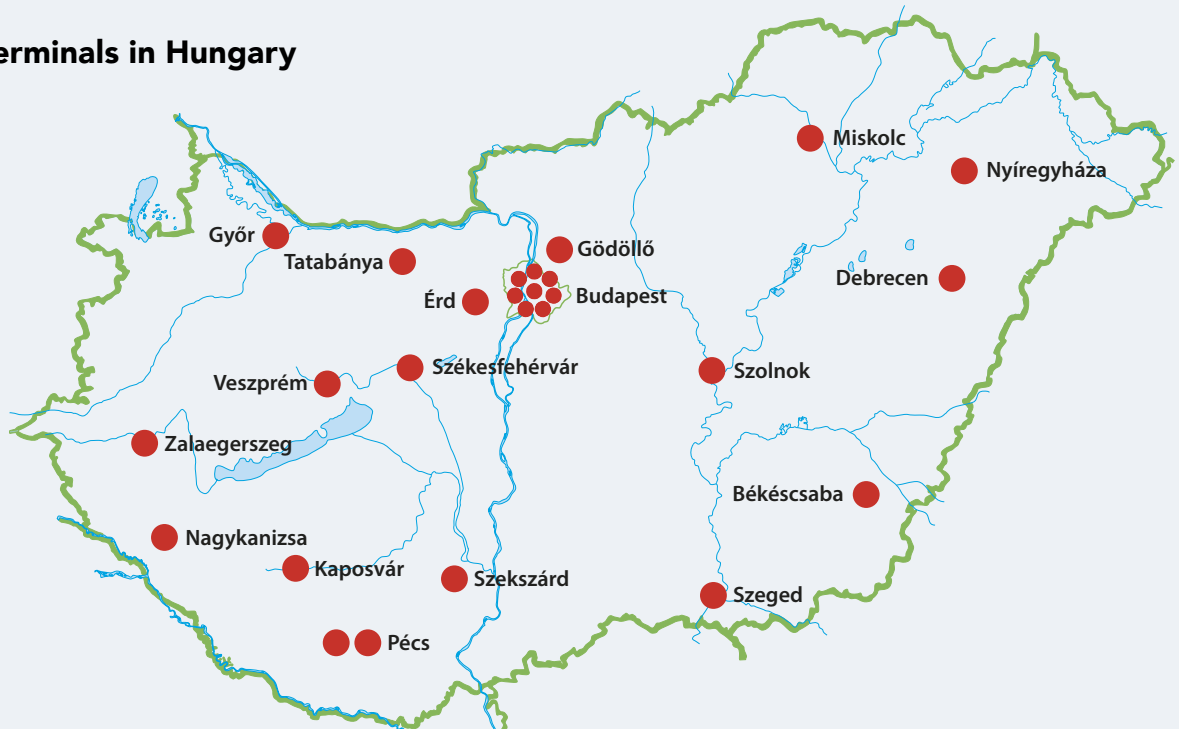 erminals in Hungary
Miskolc
Nyíregyháza
Győr
Gödöllő
Tatabánya
Debrecen
Érd
Budapest
Székesfehérvár
Szolnok
Veszprém
Zalaegerszeg
Békéscsaba
Nagykanizsa
Kaposvár
Szekszárd
Szeged
Pécs